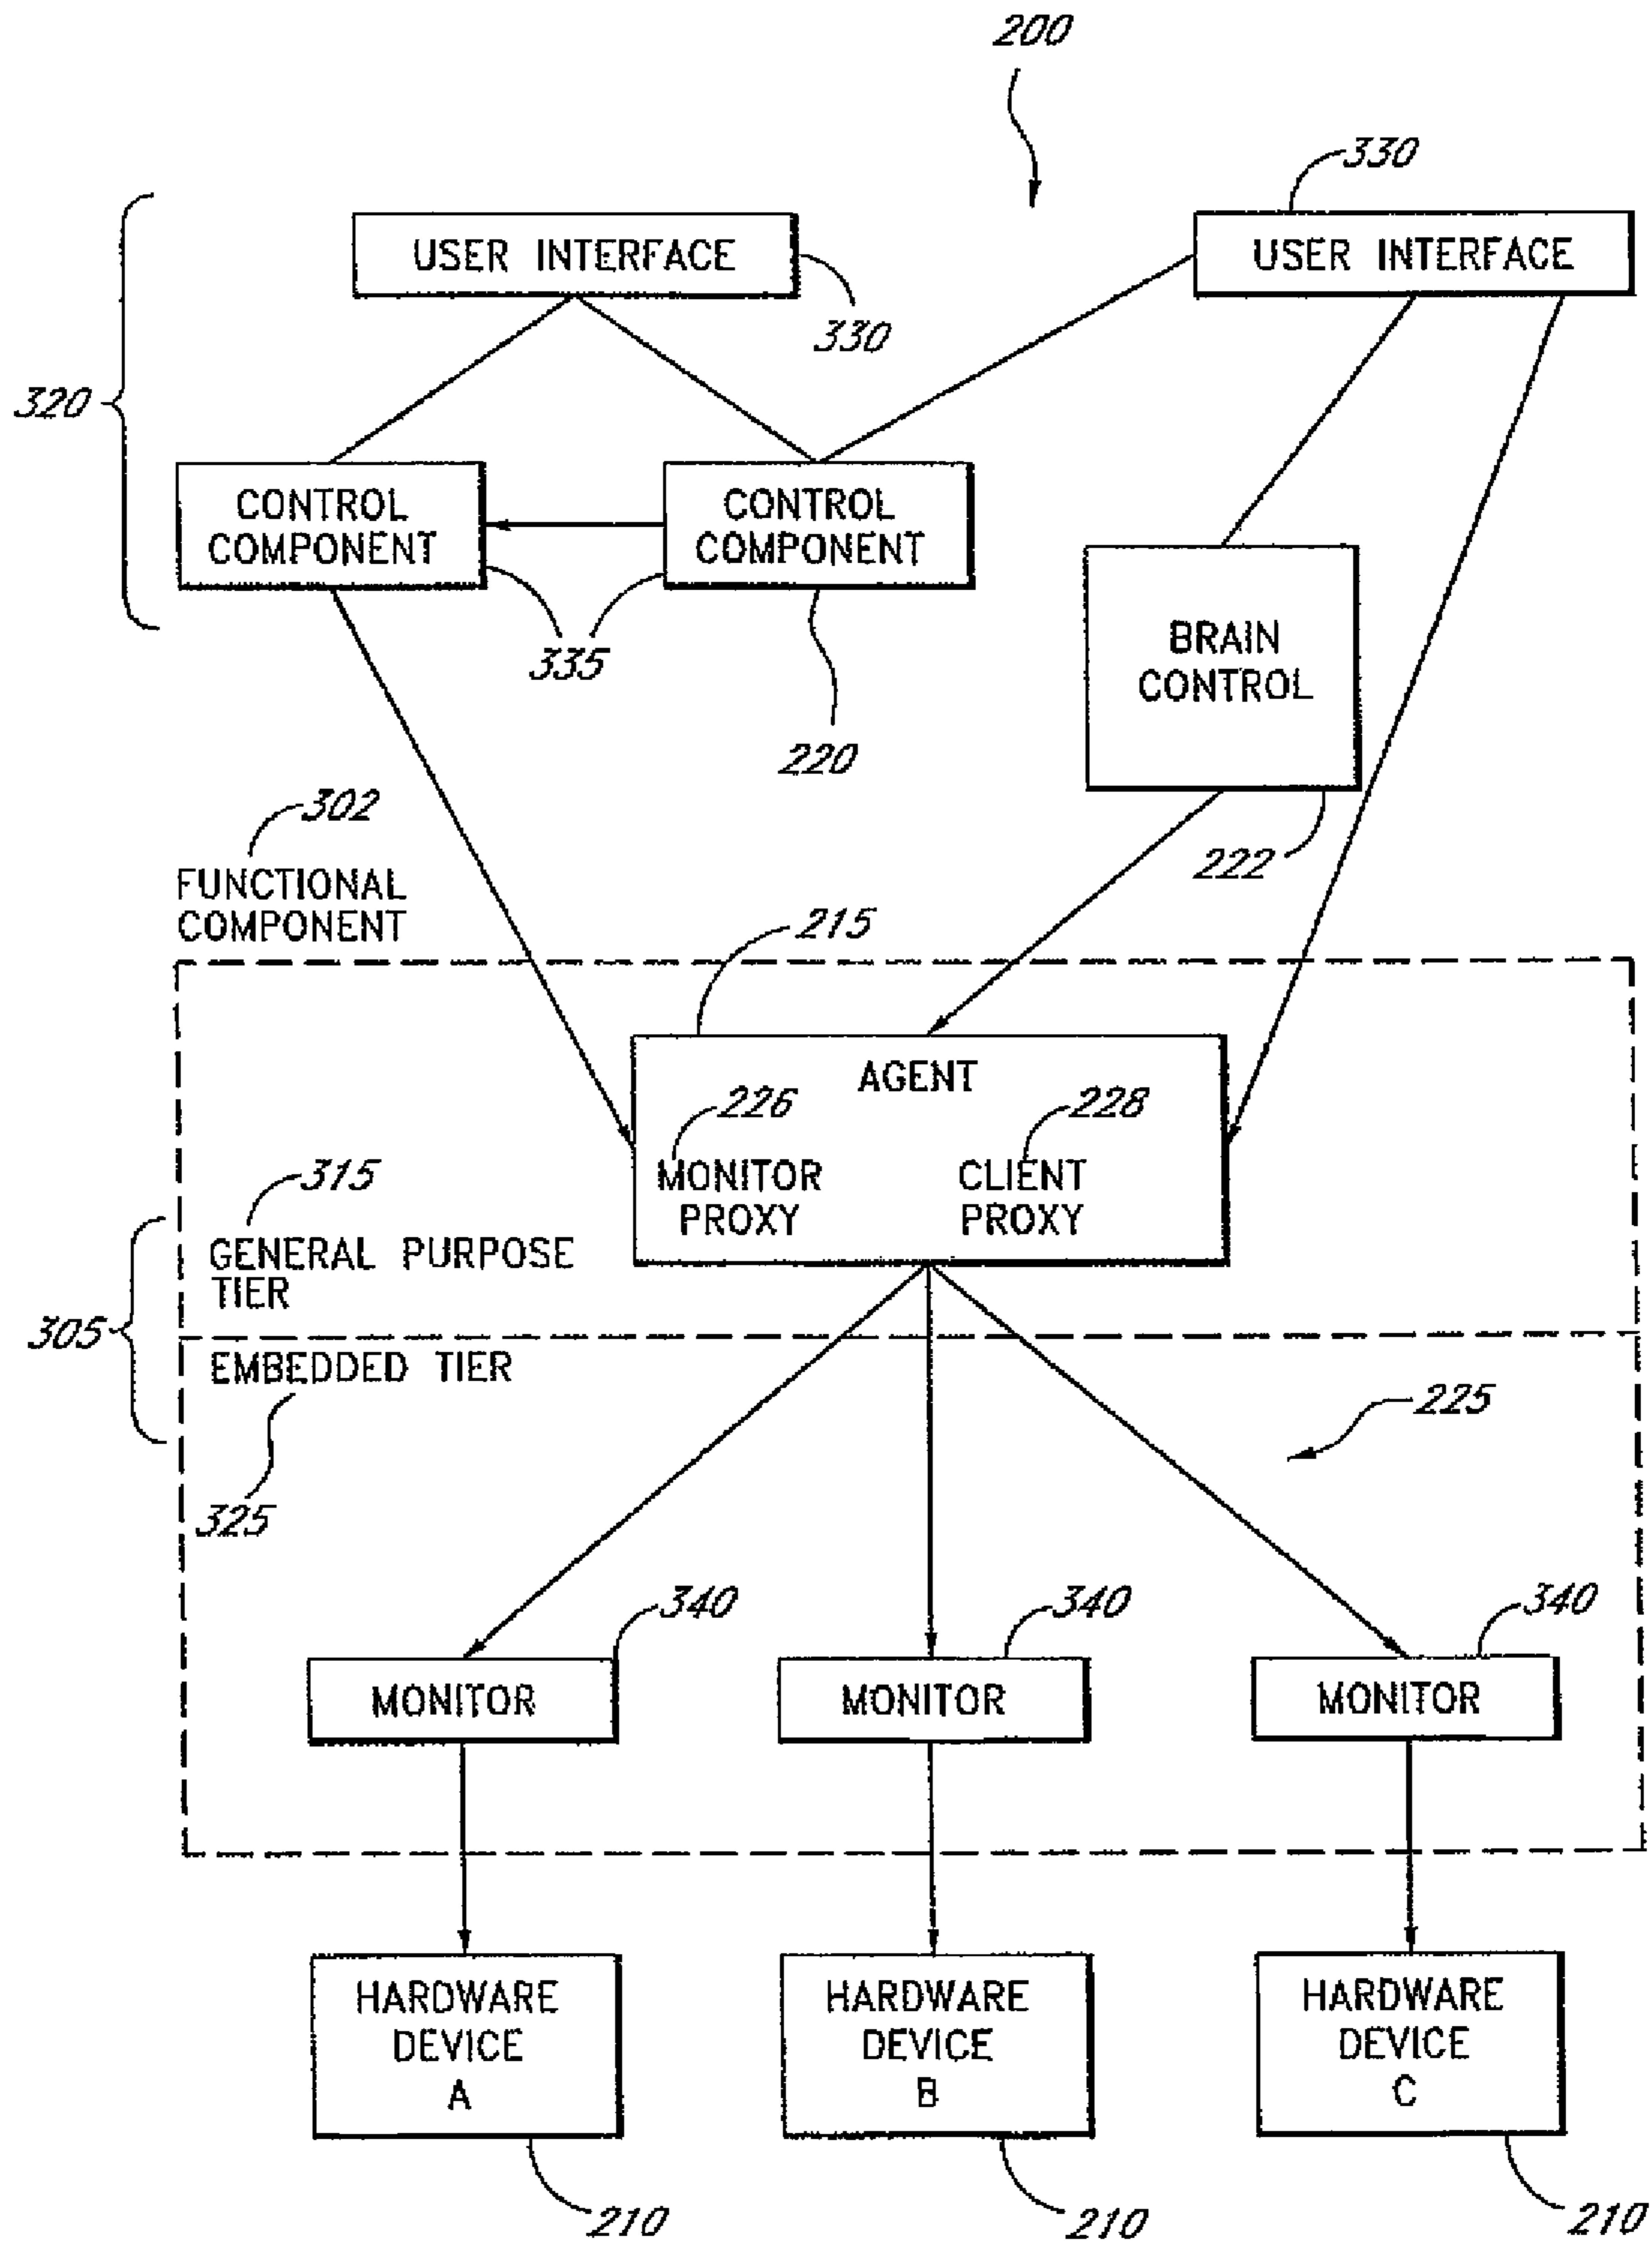 200
330
USER INTERFACE
USER INTERFACE
330
320
CONTROL
COMPONENT
CONTROL
COMPONENT
335
220
BRAIN
CONTROL
222
302
FUNCTIONAL
COMPONENT
215
AGENT
226
228
MONITOR
PROXY
CLIENT
PROXY
315
GENERAL PURPOSE
TIER
305
EMBEDDED TIER
325
225
340
340
340
MONITOR
MONITOR
MONITOR
HARDWARE
DEVICE
A
HARDWARE
DEVICE
B
HARDWARE
DEVICE
C
210
210
210